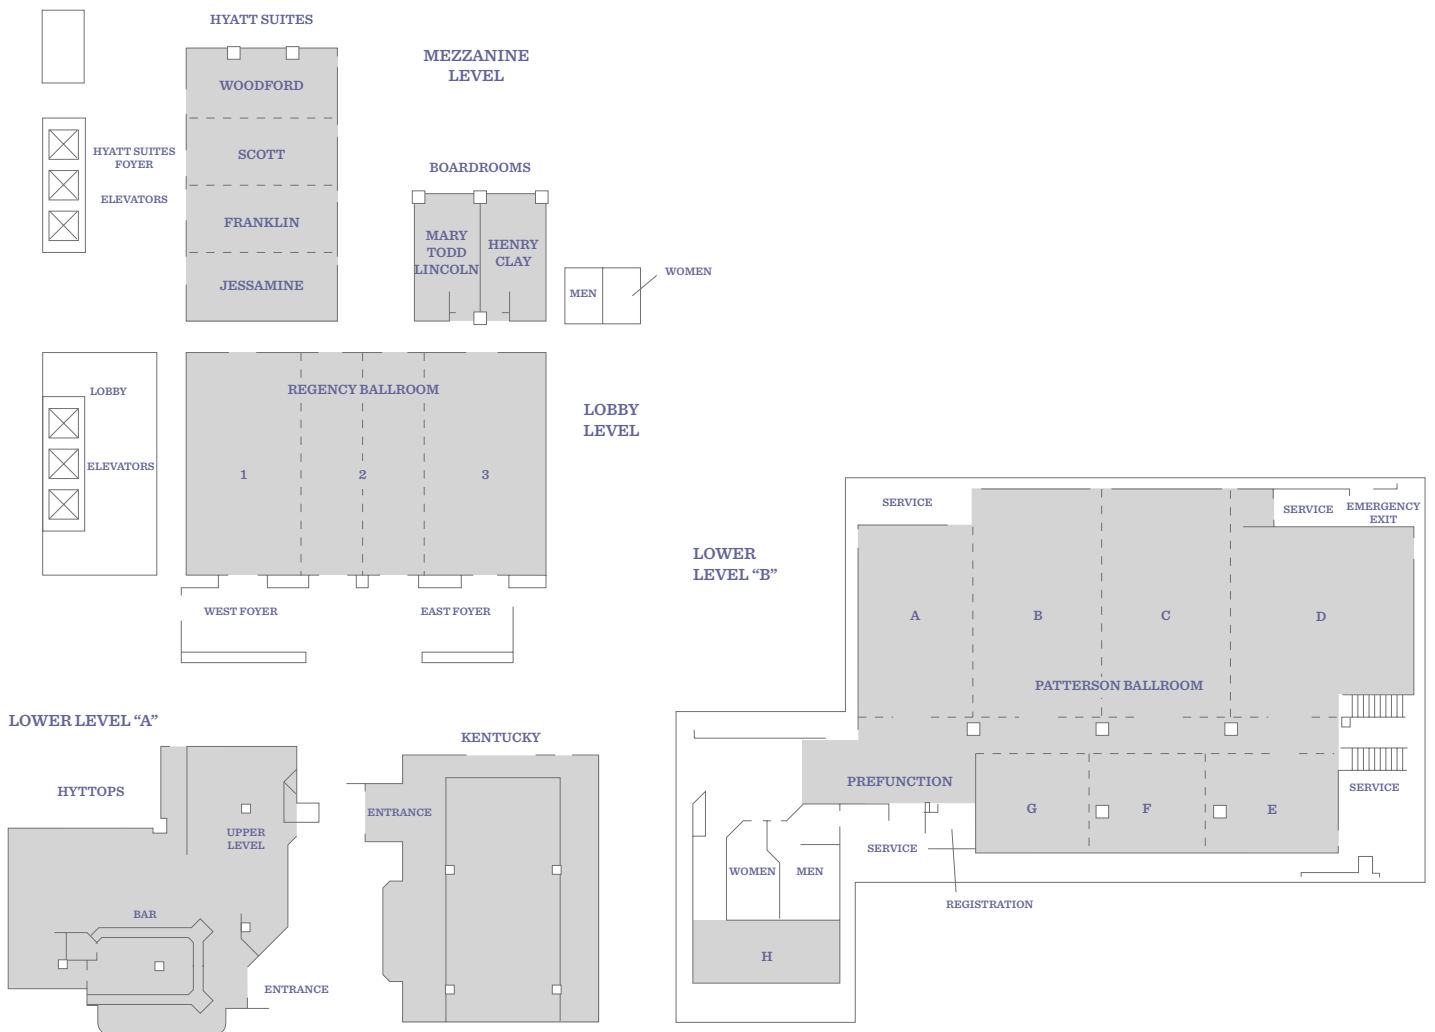 HYATT SUITES
MEZZANINE
LEVEL
WOODFORD
SCOTT
FRANKLIN
JESSAMINE
HYATT SUITES
FOYER
ELEVATORS
BOARDROOMS
MARY
TODD
LINCOLN
HENRY
CLAY
MEN
WOMEN
LOBBY
ELEVATORS
REGENCY BALLROOM
1
2
3
LOBBY
LEVEL
WEST FOYER
EAST FOYER
LOWER LEVEL “A”
HYTTOPS
UPPER
LEVEL
BAR
ENTRANCE
KENTUCKY
ENTRANCE
LOWER
LEVEL “B”
SERVICE
SERVICE
EMERGENCY
EXIT
A
B
C
D
PATTERSON BALLROOM
PREFUNCTION
G
F
E
SERVICE
SERVICE
WOMEN
MEN
REGISTRATION
H